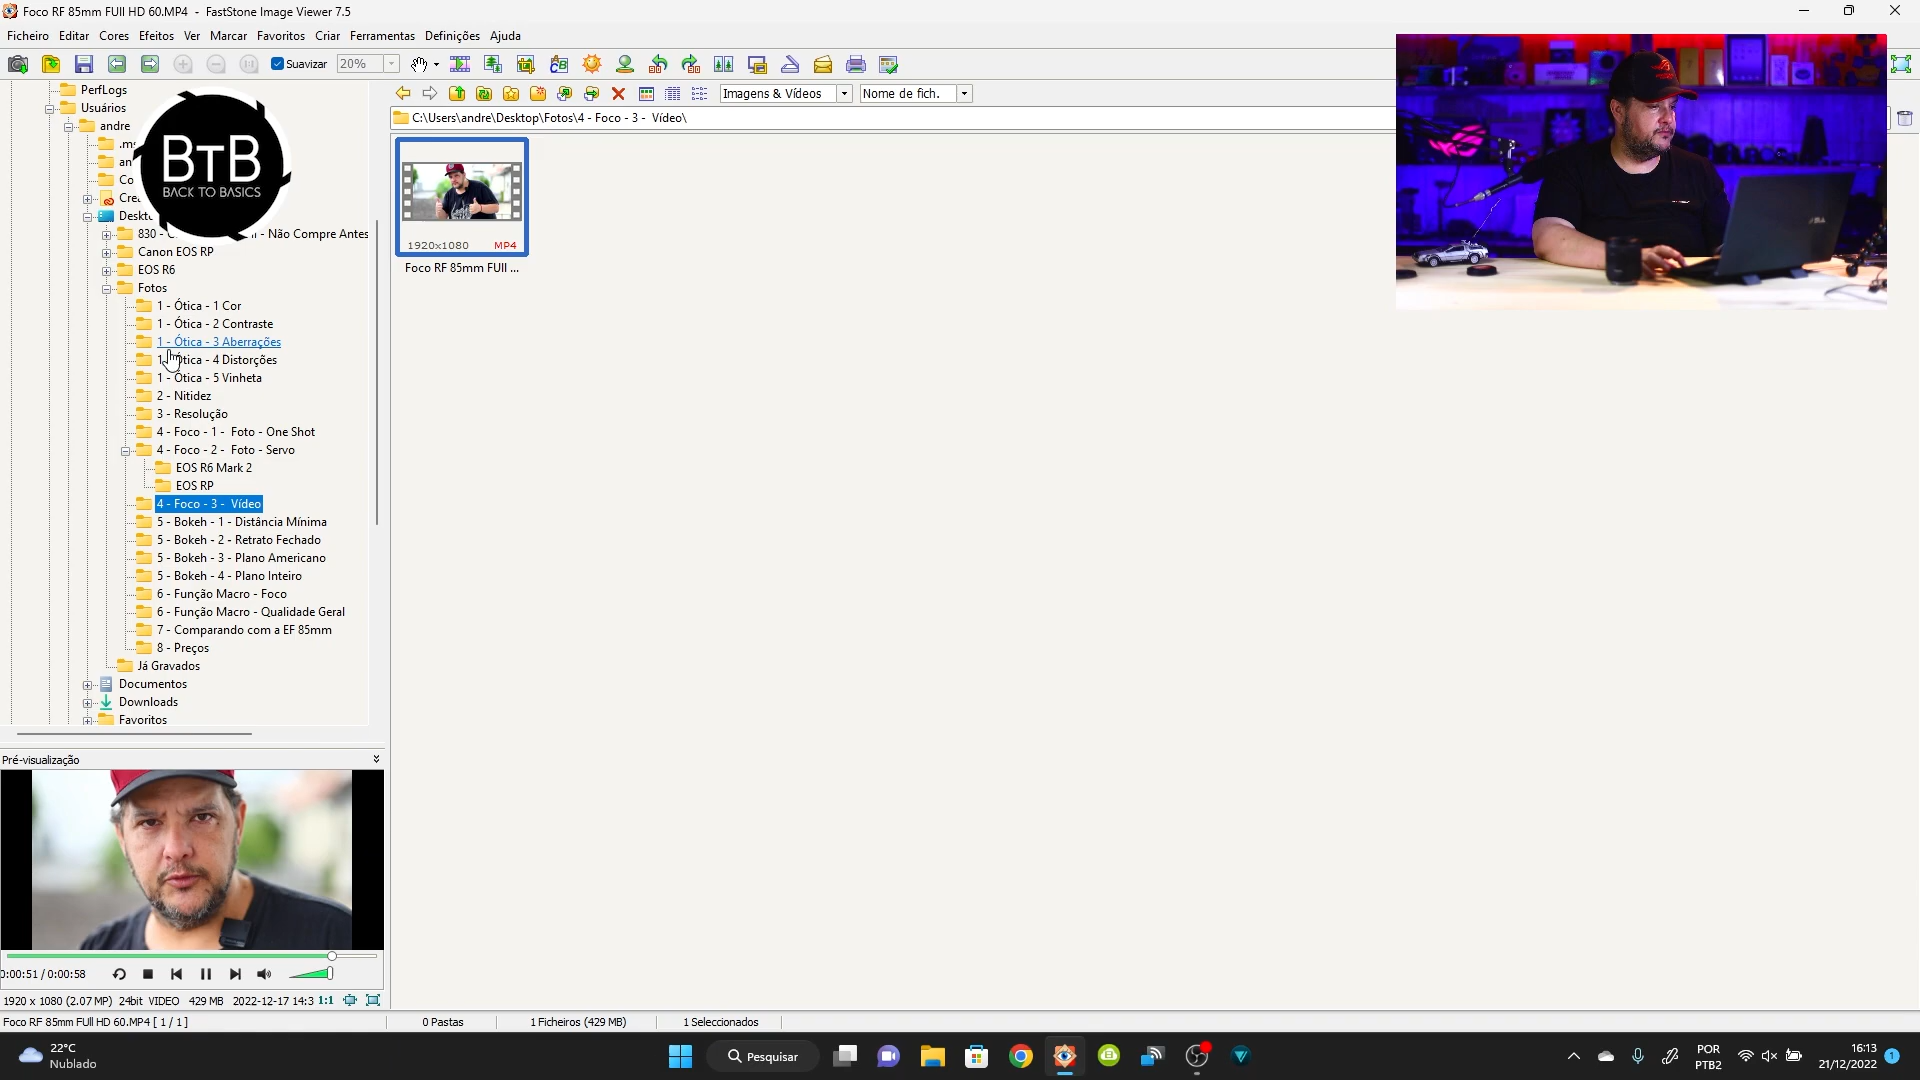 Foco RF 85mm FUll HD 60.MP4 - FastStone Image Viewer 7.5
Ficheiro Editar Cores Efeitos Ver Marcar Favoritos Criar Ferramentas Definições Ajuda
Suavizar 20%
Imagens & Vídeos Nome de fich.
C:\Users\andre\Desktop\Fotos\4 - Foco - 3 - Vídeo\
PerfLogs
Usuários
andre
BTB
BACK TO BASICS
830 - - Não Compre Antes
Canon EOS RP
EOS R6
Fotos
1 - Ótica - 1 Cor
1 - Ótica - 2 Contraste
1 - Ótica - 3 Aberrações
1 - Ótica - 4 Distorções
1 - Ótica - 5 Vinheta
2 - Nitidez
3 - Resolução
4 - Foco - 1 - Foto - One Shot
4 - Foco - 2 - Foto - Servo
EOS R6 Mark 2
EOS RP
4 - Foco - 3 - Vídeo
5 - Bokeh - 1 - Distância Mínima
5 - Bokeh - 2 - Retrato Fechado
5 - Bokeh - 3 - Plano Americano
5 - Bokeh - 4 - Plano Inteiro
6 - Função Macro - Foco
6 - Função Macro - Qualidade Geral
7 - Comparando com a EF 85mm
8 - Preços
Já Gravados
Documentos
Downloads
Favoritos
1920x1080 MP4
Foco RF 85mm FUll ...
Pré-visualização
0:00:51 / 0:00:58
1920 x 1080 (2.07 MP) 24bit VIDEO 429 MB 2022-12-17 14:3 1:1
Foco RF 85mm FUll HD 60.MP4 [ 1 / 1 ]
0 Pastas
1 Ficheiros (429 MB)
1 Seleccionados
22°C
Nublado
Pesquisar
POR
PTB2
16:13
21/12/2022
1